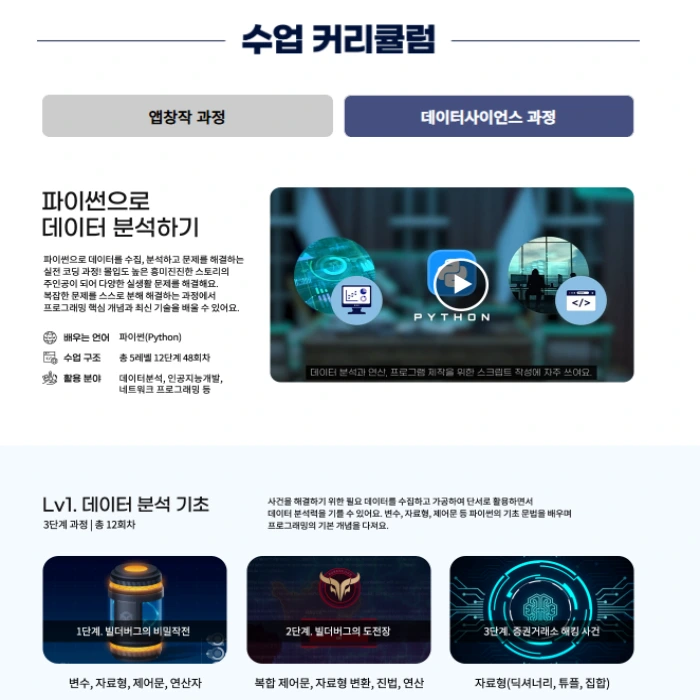 수업 커리큘럼
앱창작 과정
데이터사이언스 과정
파이썬으로
데이터 분석하기
파이썬으로 데이터를 수집, 분석하고 문제를 해결하는
실전 코딩 과정! 몰입도 높은 흥미진진한 스토리의
주인공이 되어 다양한 실생활 문제를 해결해요.
복잡한 문제를 스스로 분해 해결하는 과정에서
프로그래밍 핵심 개념과 최신 기술을 배울 수 있어요.
배우는 언어 파이썬(Python)
수업 구조 총 5레벨 12단계 48회차
활용 분야 데이터분석, 인공지능개발,
네트워크 프로그래밍 등
</>
PYTHON
데이터 분석과 연산, 프로그램 제작을 위한 스크립트 작성에 자주 쓰여요.
Lv1. 데이터 분석 기초
3단계 과정 | 총 12회차
사건을 해결하기 위한 필요 데이터를 수집하고 가공하여 단서로 활용하면서
데이터 분석력을 기를 수 있어요. 변수, 자료형, 제어문 등 파이썬의 기초 문법을 배우며
프로그래밍의 기본 개념을 다져요.
1단계. 빌더버그의 비밀작전
2단계. 빌더버그의 도전장
3단계. 증권거래소 해킹 사건
변수, 자료형, 제어문, 연산자
복합 제어문, 자료형 변환, 진법, 연산
자료형(딕셔너리, 튜플, 집합)